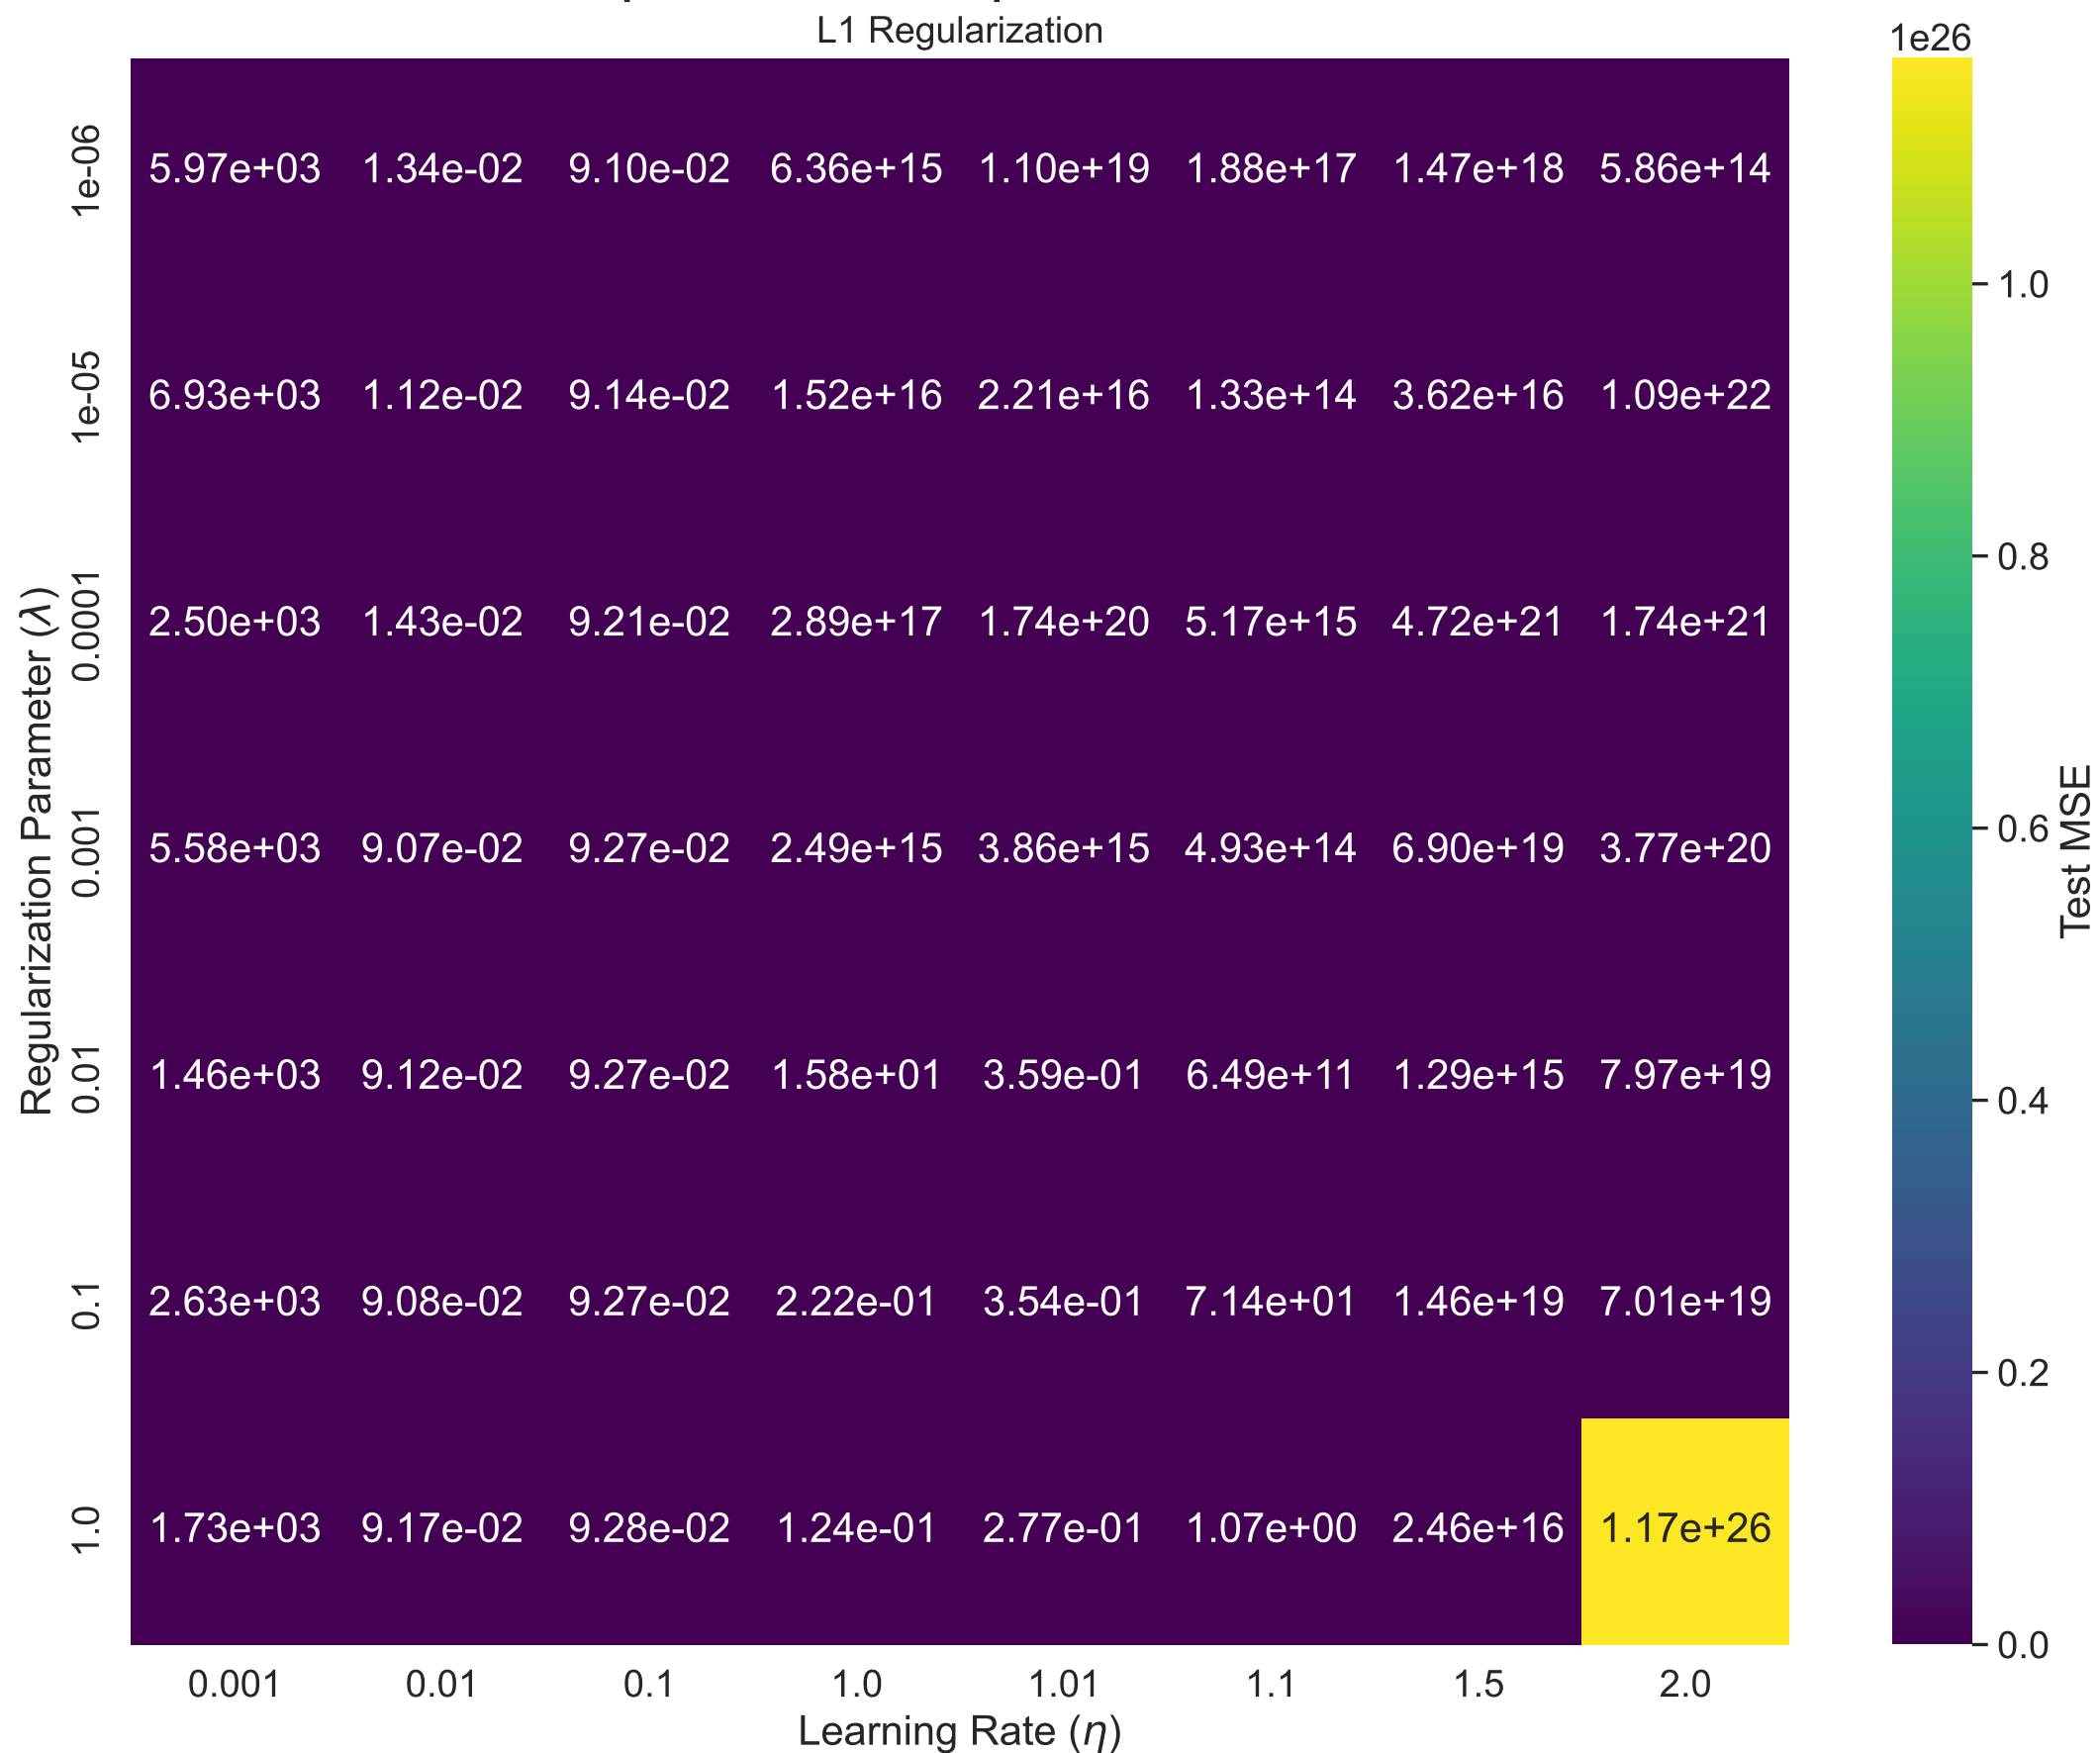 L1 Regularization
1e26
1e-06 5.97e+03 1.34e-02 9.10e-02 6.36e+15 1.10e+19 1.88e+17 1.47e+18 5.86e+14
1e-05 6.93e+03 1.12e-02 9.14e-02 1.52e+16 2.21e+16 1.33e+14 3.62e+16 1.09e+22
0.0001 2.50e+03 1.43e-02 9.21e-02 2.89e+17 1.74e+20 5.17e+15 4.72e+21 1.74e+21
0.001 5.58e+03 9.07e-02 9.27e-02 2.49e+15 3.86e+15 4.93e+14 6.90e+19 3.77e+20
0.01 1.46e+03 9.12e-02 9.27e-02 1.58e+01 3.59e-01 6.49e+11 1.29e+15 7.97e+19
0.1 2.63e+03 9.08e-02 9.27e-02 2.22e-01 3.54e-01 7.14e+01 1.46e+19 7.01e+19
1.0 1.73e+03 9.17e-02 9.28e-02 1.24e-01 2.77e-01 1.07e+00 2.46e+16 1.17e+26
0.001 0.01 0.1 1.0 1.01 1.1 1.5 2.0
Learning Rate (η)
Regularization Parameter (λ)
1.0
0.8
0.6
0.4
0.2
0.0
Test MSE